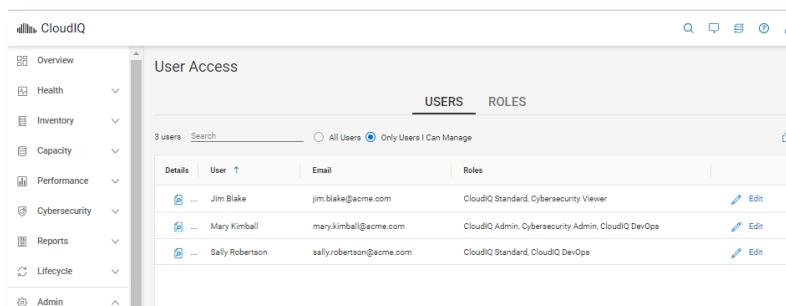 CloudIQ
Overview
Health
Inventory
Capacity
Performance
Cybersecurity
Reports
Lifecycle
Admin
User Access
USERS ROLES
3 users Search All Users Only Users I Can Manage
Details User ↑ Email Roles
... Jim Blake jim.blake@acme.com CloudIQ Standard, Cybersecurity Viewer Edit
... Mary Kimball mary.kimball@acme.com CloudIQ Admin, Cybersecurity Admin, CloudIQ DevOps Edit
... Sally Robertson sally.robertson@acme.com CloudIQ Standard, CloudIQ DevOps Edit